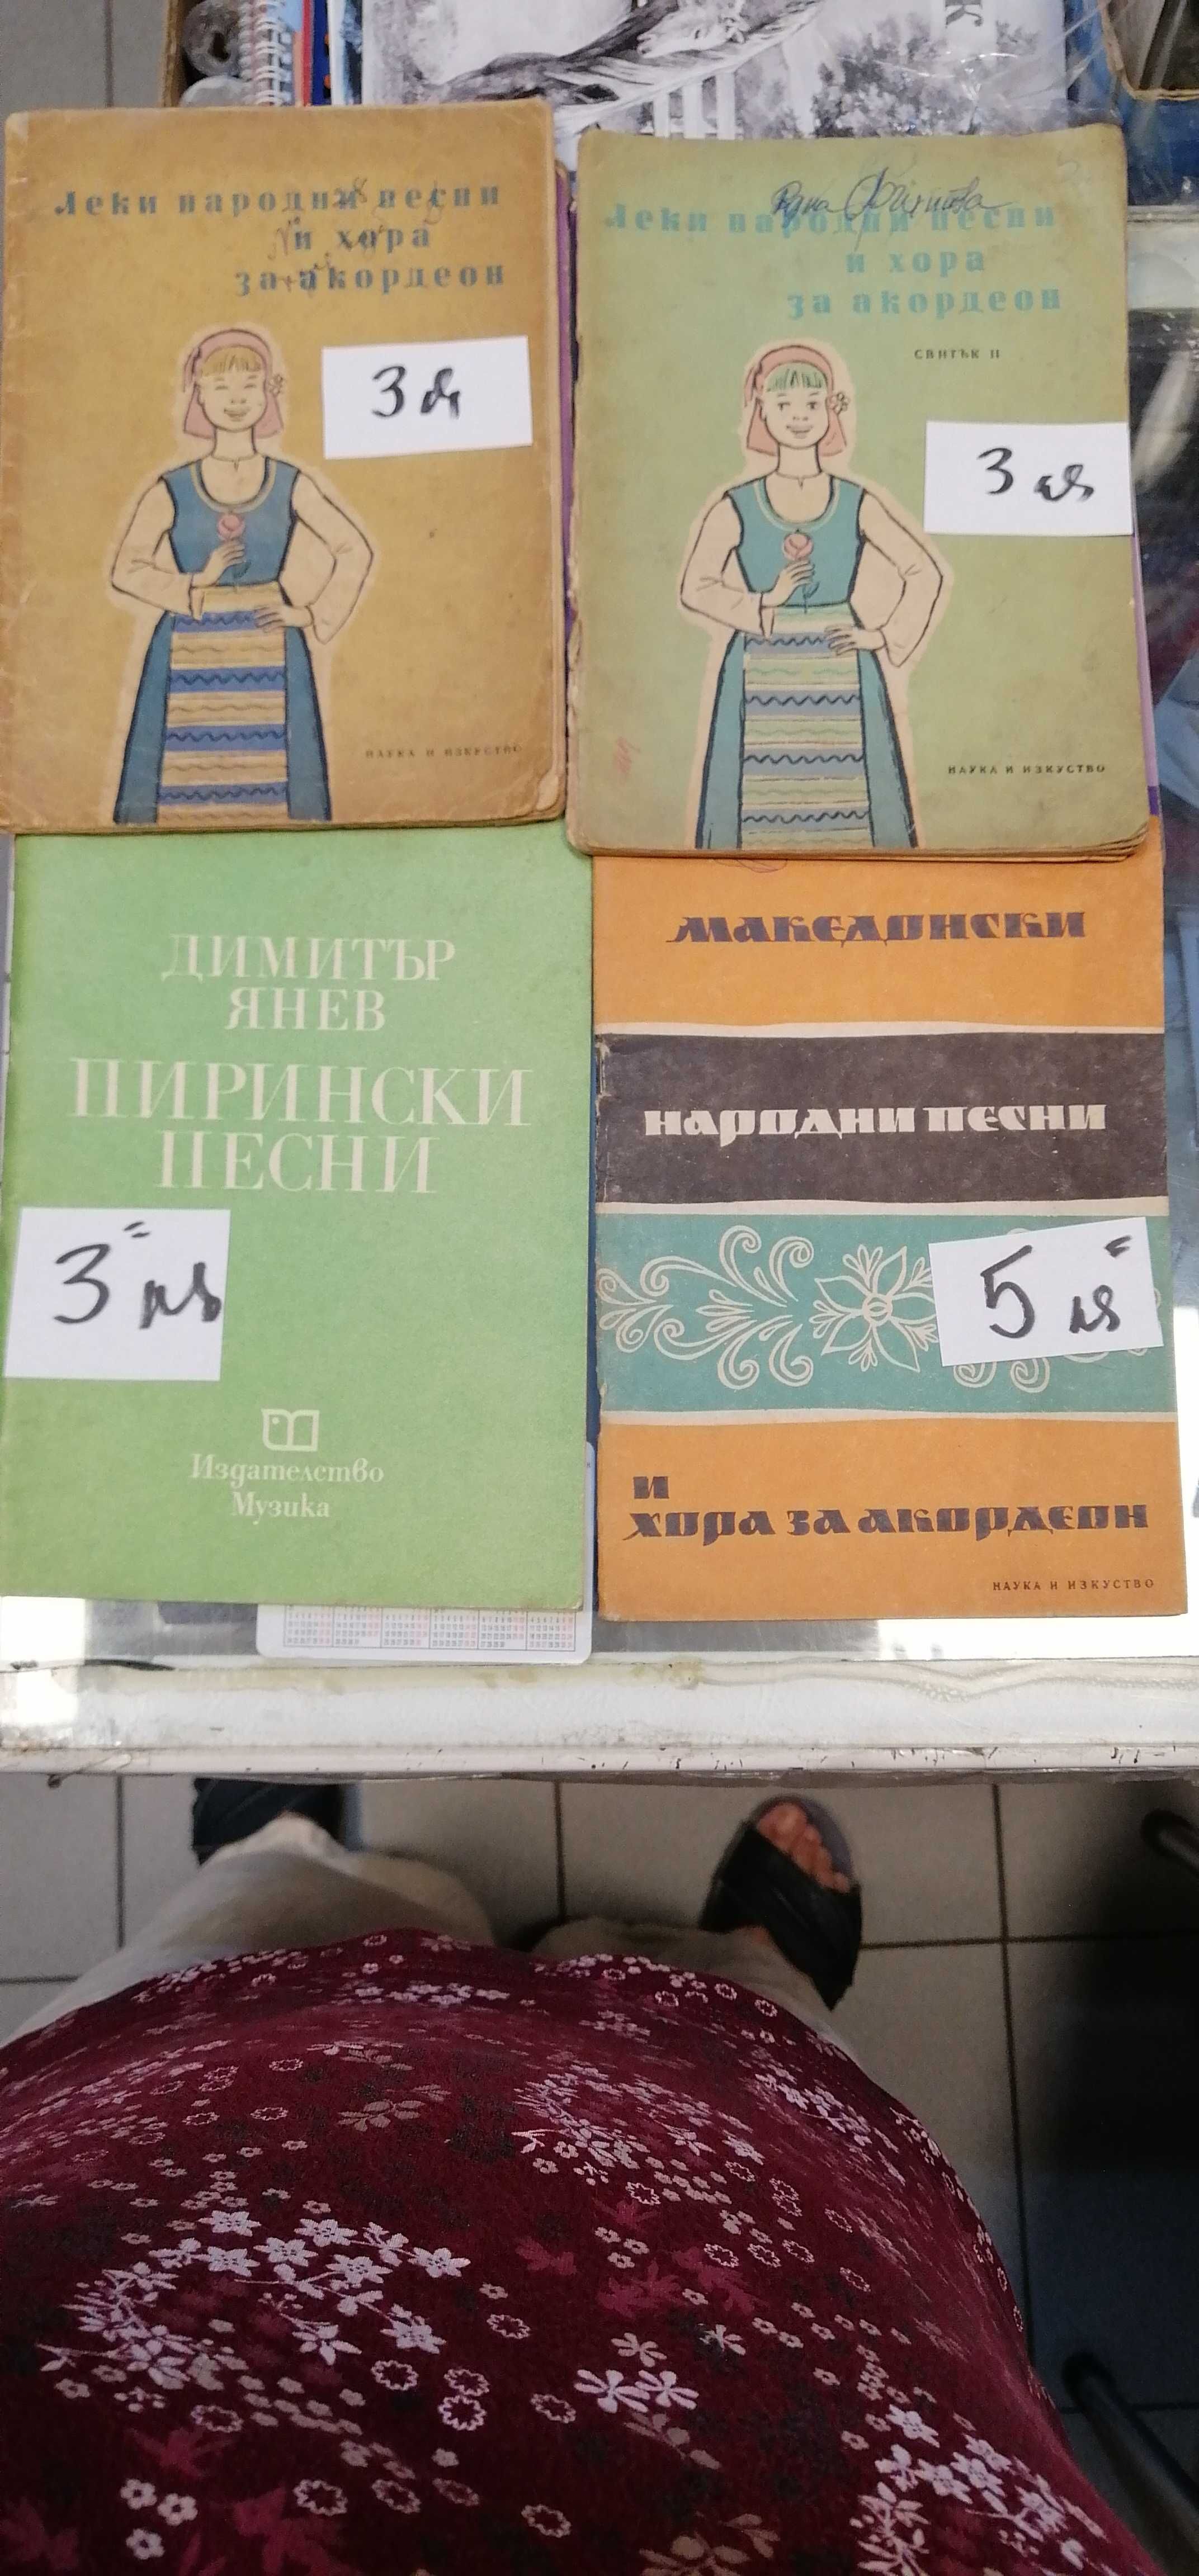 Леки народни песни
и хора
за акордеон
3 лв
НАУКА И ИЗКУСТВО
Леки народни песни
и хора
за акордеон
СВИТЪК II
3 лв
НАУКА И ИЗКУСТВО
ДИМИТЪР
ЯНЕВ
ПИРИНСКИ
ПЕСНИ
3= лв
Издателство
Музика
МАКЕДОНСКИ
НАРОДНИ ПЕСНИ
5 лв=
И
ХОРА ЗА АКОРДЕОН
НАУКА И ИЗКУСТВО